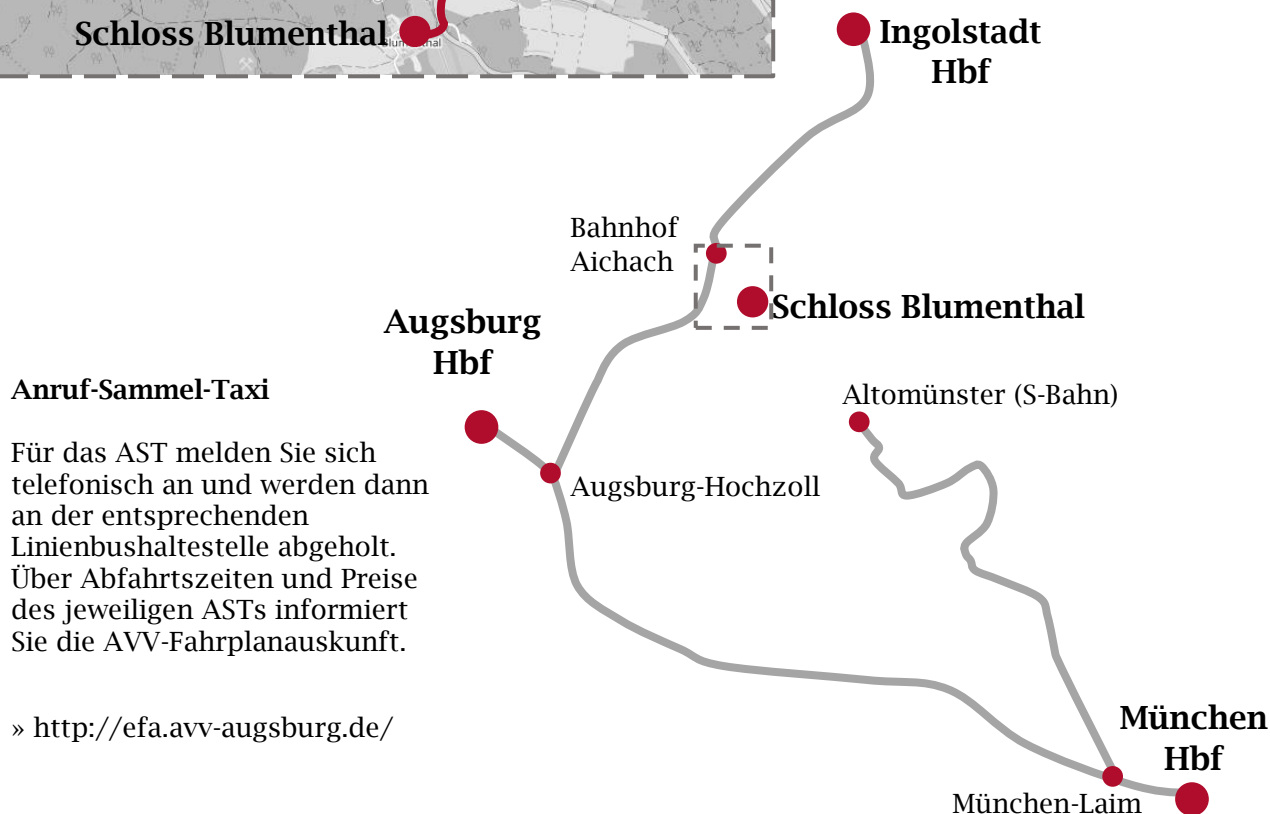 Schloss Blumenthal
Ingolstadt
Hbf
Bahnhof
Aichach
Schloss Blumenthal
Augsburg
Hbf
Anruf-Sammel-Taxi
Altomünster (S-Bahn)
Für das AST melden Sie sich
telefonisch an und werden dann
an der entsprechenden
Linienbushaltestelle abgeholt.
Über Abfahrtszeiten und Preise
des jeweiligen ASTs informiert
Sie die AVV-Fahrplanauskunft.
Augsburg-Hochzoll
» http://efa.avv-augsburg.de/
München
Hbf
München-Laim